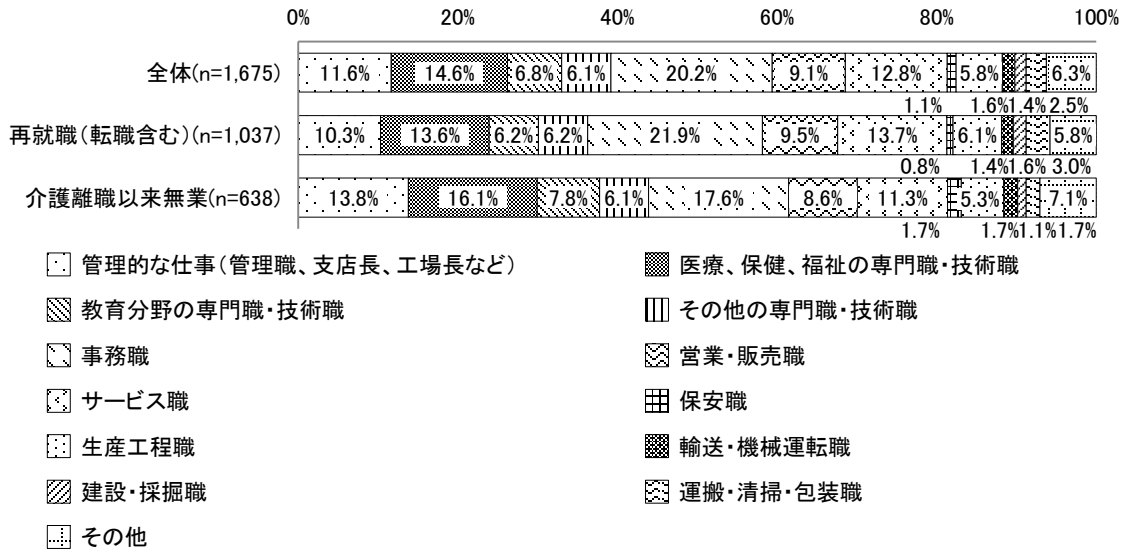 0% 20% 40% 60% 80% 100%
全体(n=1,675) 11.6% 14.6% 6.8% 6.1% 20.2% 9.1% 12.8% 5.8% 6.3%
1.1% 1.6% 1.4% 2.5%
再就職(転職含む)(n=1,037) 10.3% 13.6% 6.2% 6.2% 21.9% 9.5% 13.7% 6.1% 5.8%
0.8% 1.4% 1.6% 3.0%
介護離職以来無業(n=638) 13.8% 16.1% 7.8% 6.1% 17.6% 8.6% 11.3% 5.3% 7.1%
1.7% 1.7% 1.1% 1.7%
管理的な仕事(管理職、支店長、工場長など) 医療、保健、福祉の専門職・技術職
教育分野の専門職・技術職 その他の専門職・技術職
事務職 営業・販売職
サービス職 保安職
生産工程職 輸送・機械運転職
建設・採掘職 運搬・清掃・包装職
その他